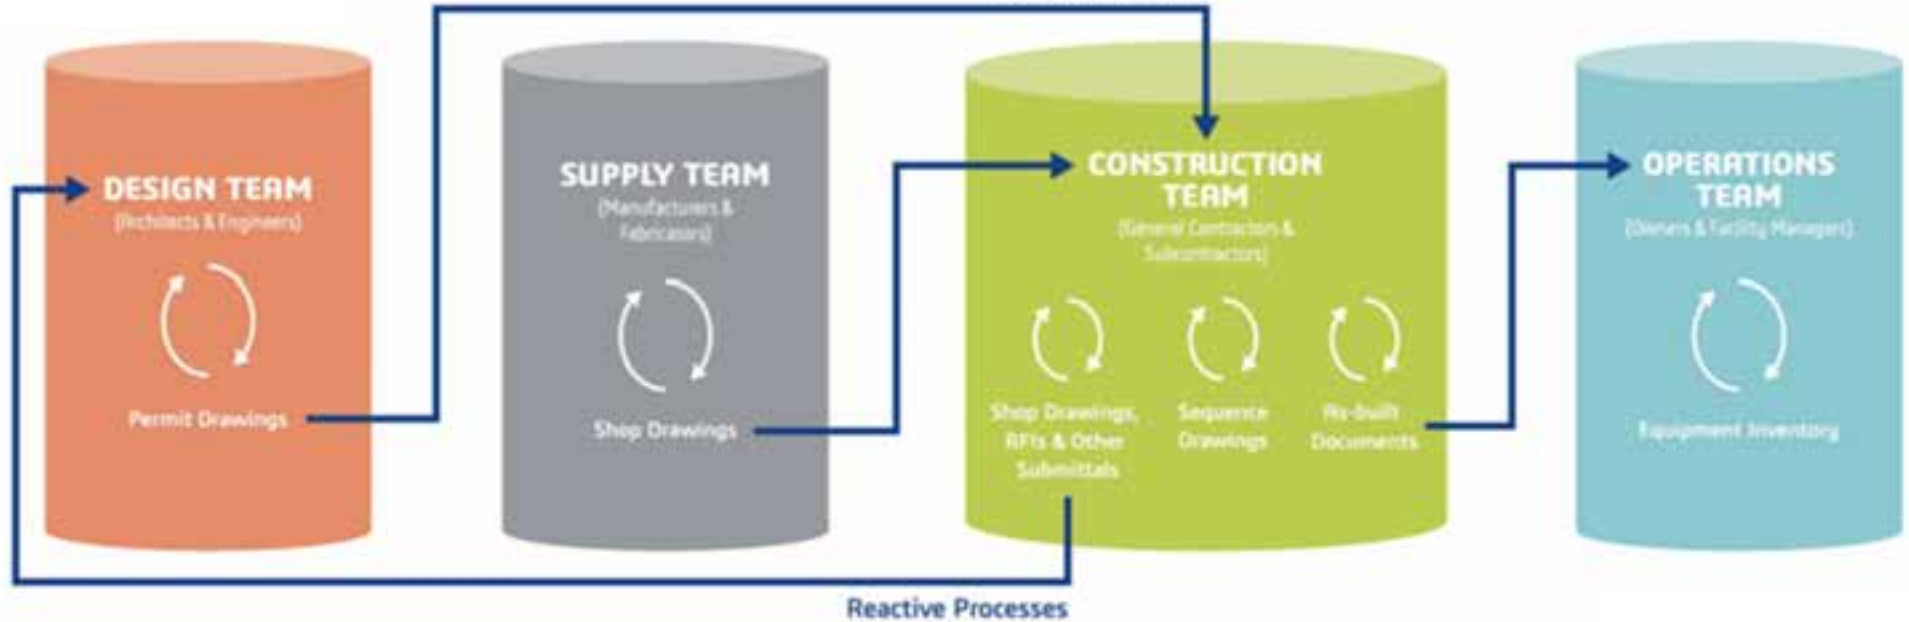 DESIGN TEAM
(Architects & Engineers)
Permit Drawings
SUPPLY TEAM
(Manufacturers &
Fabricators)
Shop Drawings
CONSTRUCTION
TEAM
(General Contractors &
Subcontractors)
Shop Drawings,
RFIs & Other
Submittals
Sequence
Drawings
As-built
Documents
OPERATIONS
TEAM
(Owners & Facility Managers)
Equipment Inventory
Reactive Processes